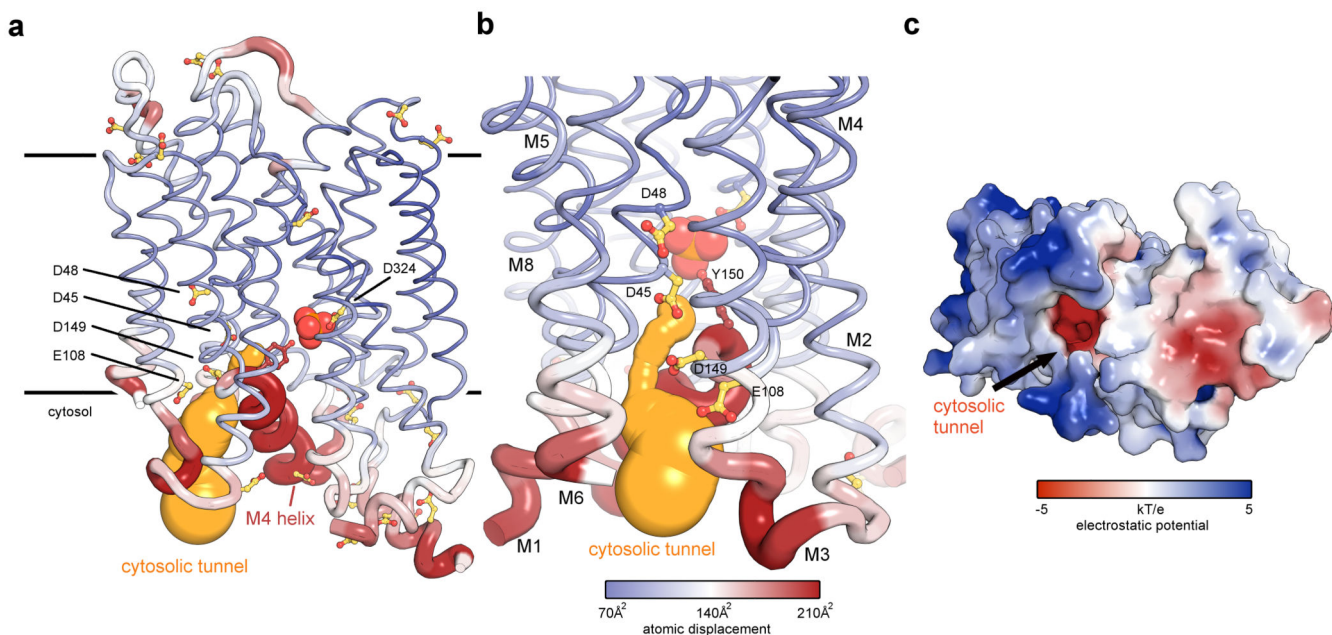 a
D48
D45
D149
E108
D324
cytosol
M4 helix
cytosolic tunnel
b
M5
M4
D48
M8
Y150
D45
M2
D149
E108
M6
M1
cytosolic tunnel
M3
70Å² 140Å² 210Å²
atomic displacement
c
cytosolic
tunnel
-5 kT/e 5
electrostatic potential